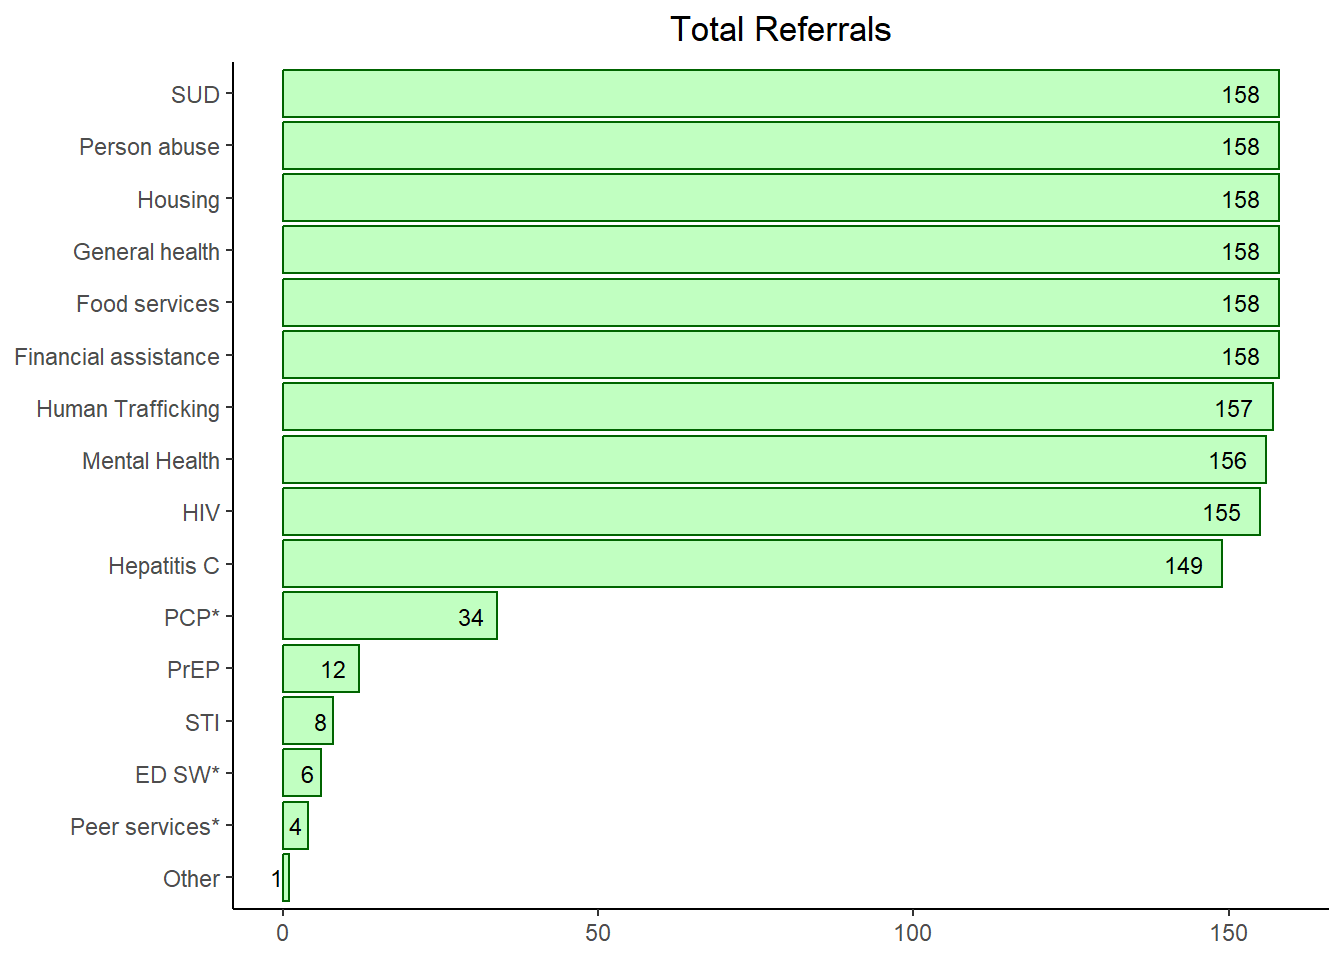 Total Referrals
SUD 158
Person abuse 158
Housing 158
General health 158
Food services 158
Financial assistance 158
Human Trafficking 157
Mental Health 156
HIV 155
Hepatitis C 149
PCP* 34
PrEP 12
STI 8
ED SW* 6
Peer services* 4
Other 1
0 50 100 150